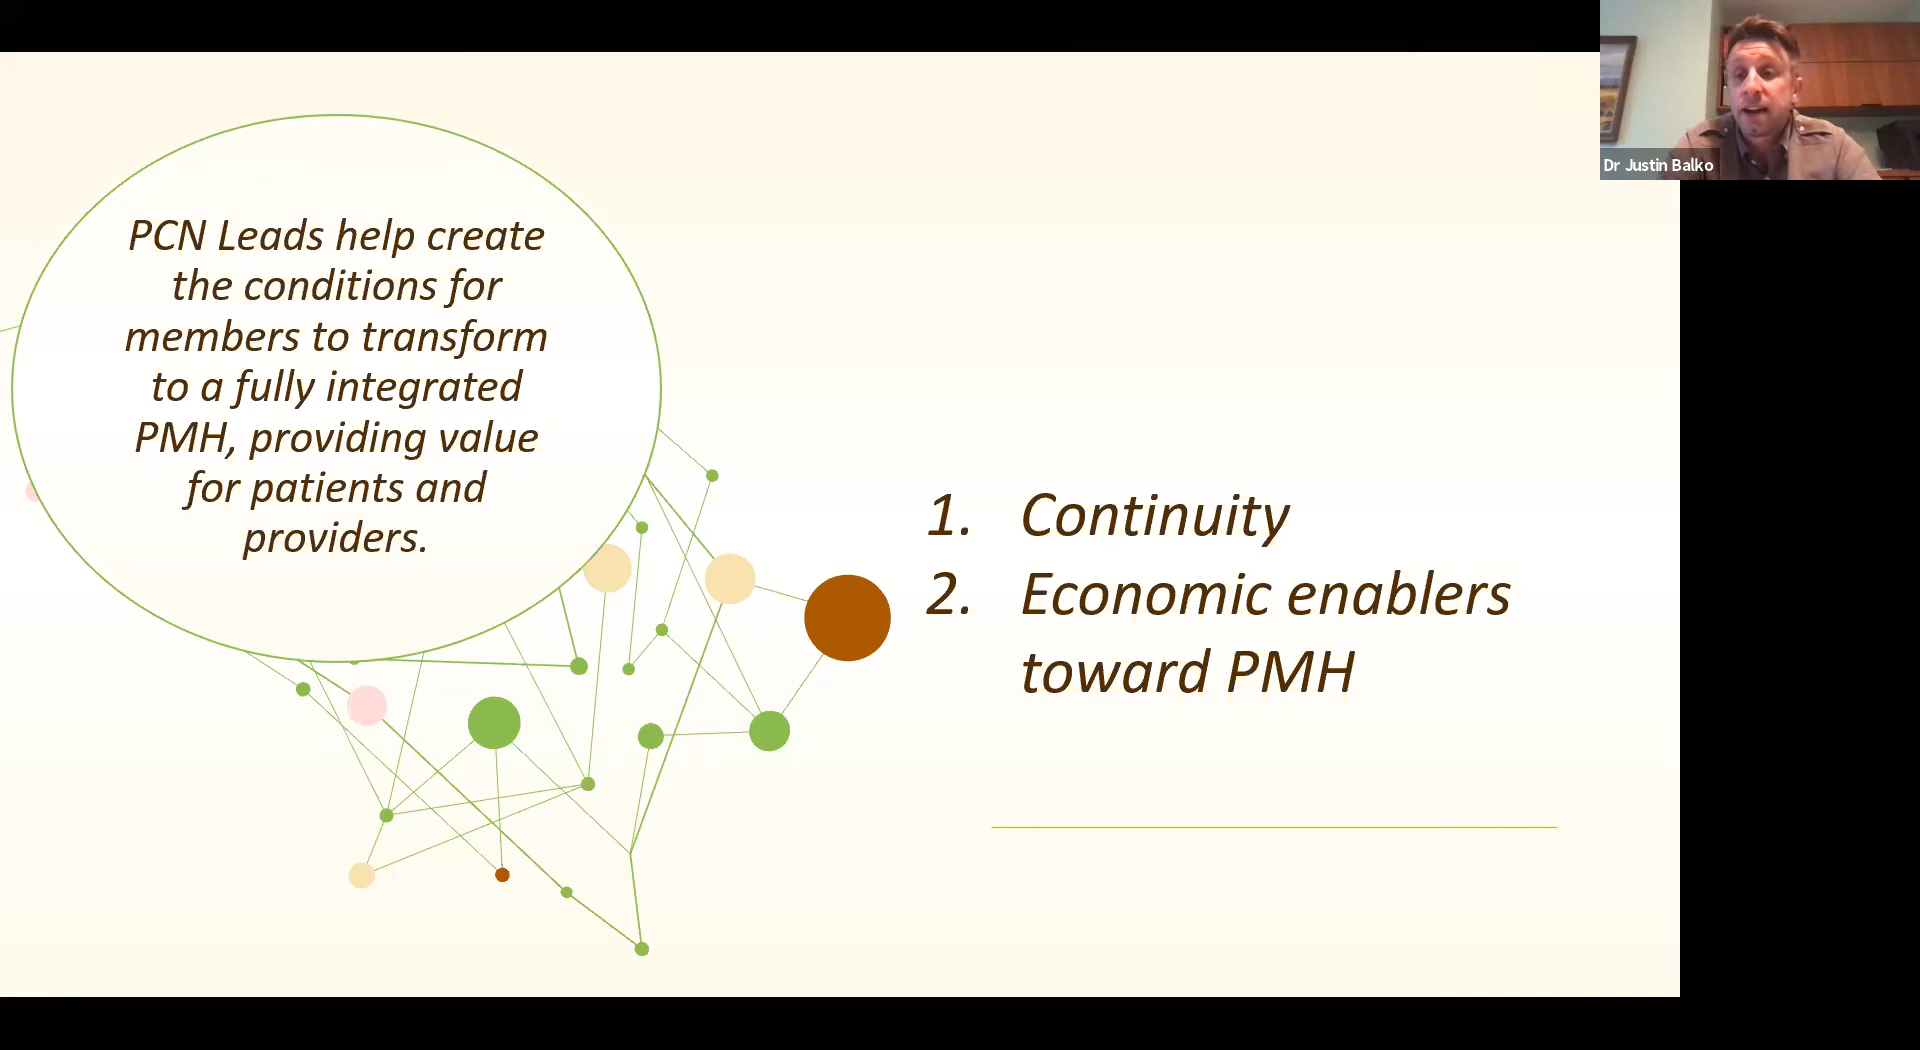 PCN Leads help create
the conditions for
members to transform
to a fully integrated
PMH, providing value
for patients and
providers.
1. Continuity
2. Economic enablers
toward PMH
Dr Justin Balko